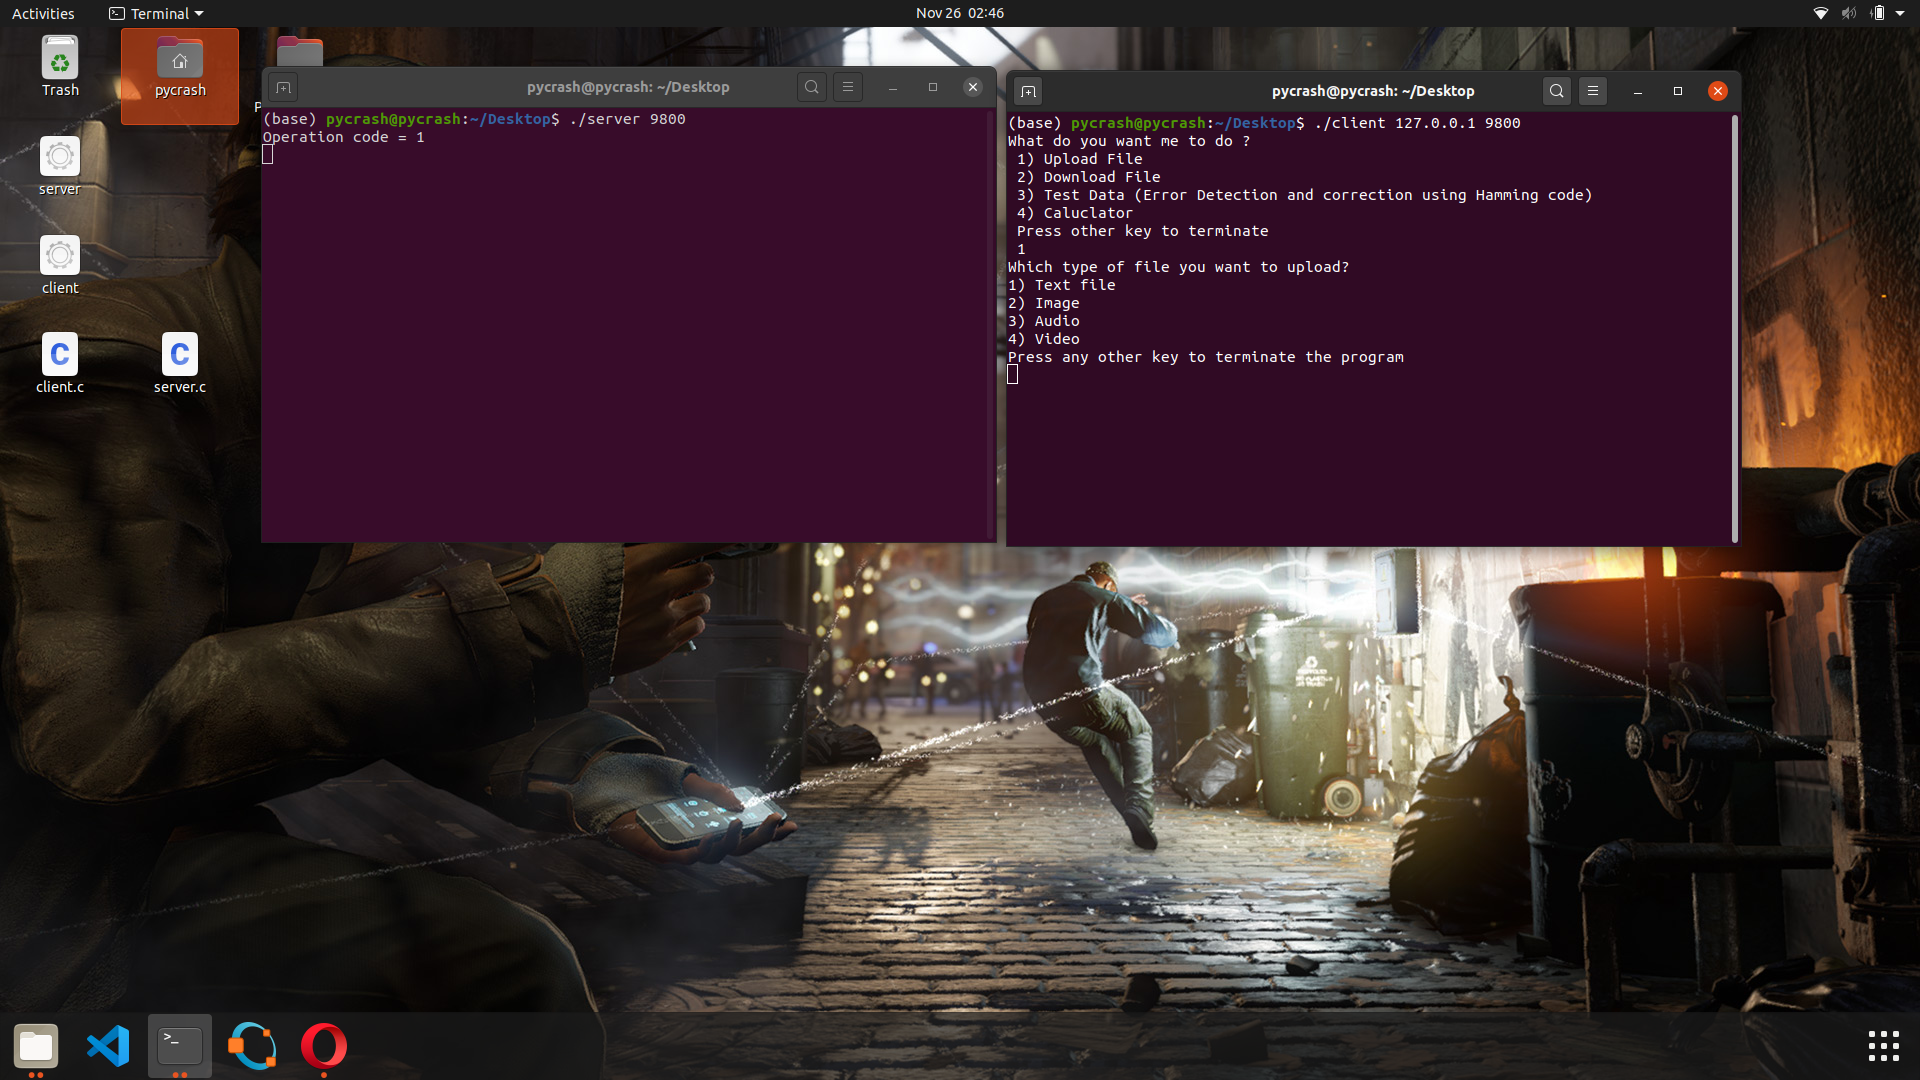 Activities
Terminal
Nov 26 02:46
Trash
pycrash
P
server
client
client.c
server.c
pycrash@pycrash: ~/Desktop
(base) pycrash@pycrash:~/Desktop$ ./server 9800
Operation code = 1
pycrash@pycrash: ~/Desktop
(base) pycrash@pycrash:~/Desktop$ ./client 127.0.0.1 9800
What do you want me to do ?
1) Upload File
2) Download File
3) Test Data (Error Detection and correction using Hamming code)
4) Caluclator
Press other key to terminate
1
Which type of file you want to upload?
1) Text file
2) Image
3) Audio
4) Video
Press any other key to terminate the program